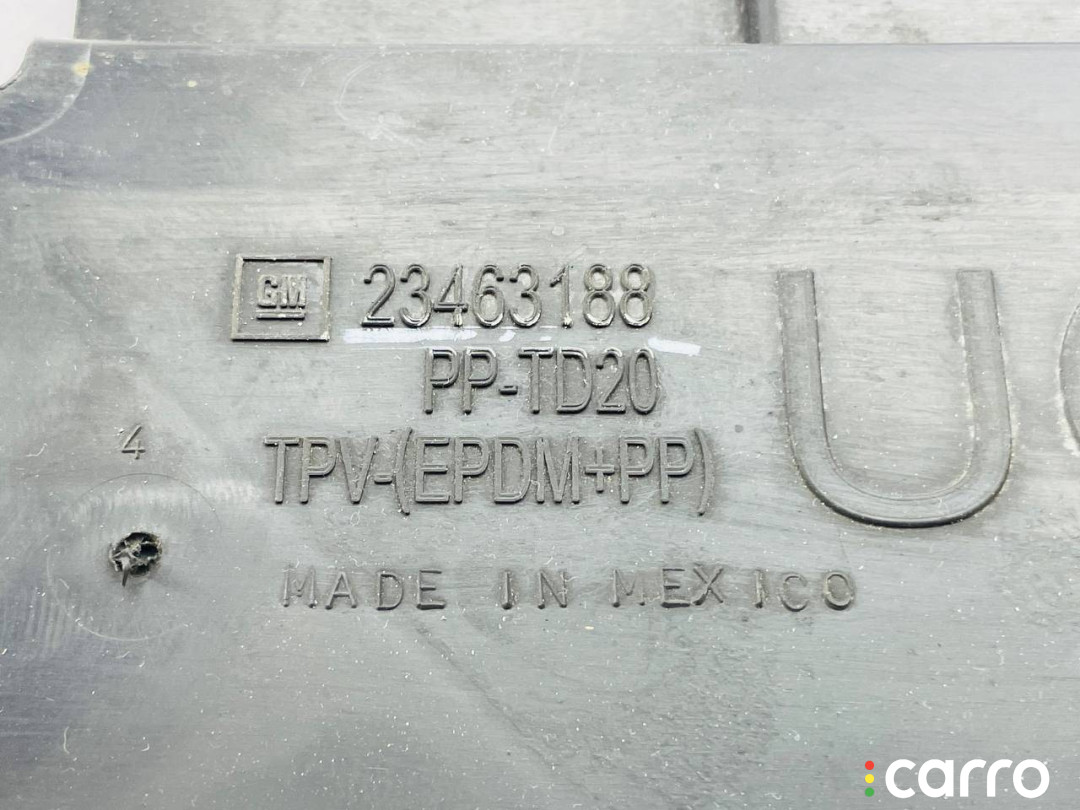 GM 23463188
PP-TD20
TPV-(EPDM+PP)
4
MADE IN MEXICO
U
carro